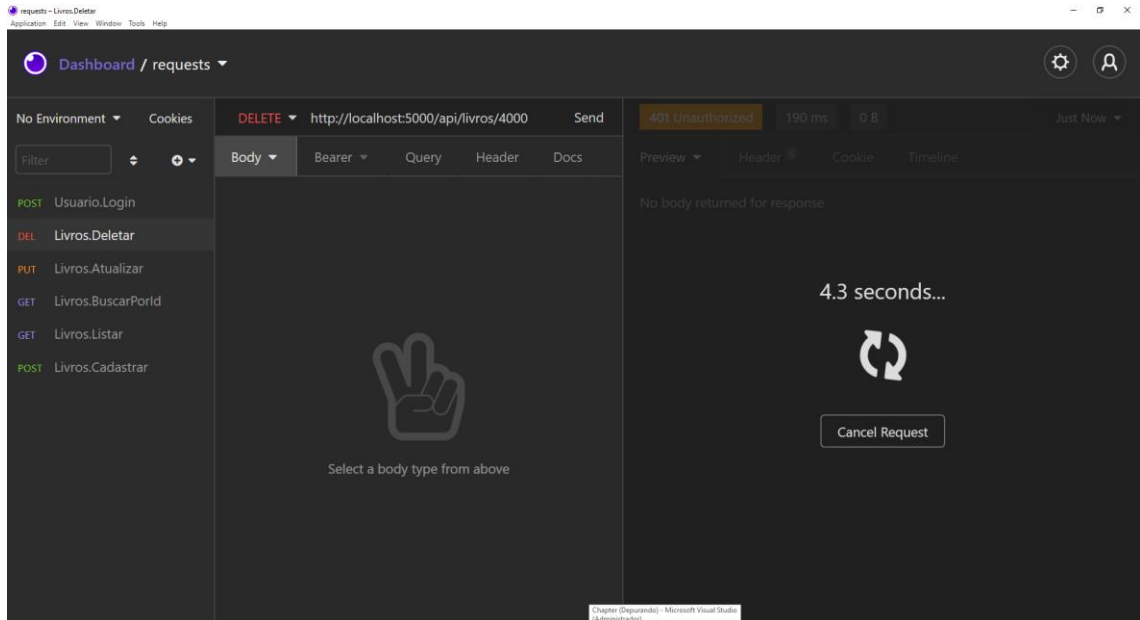 requests – Livros.Deletar
Application Edit View Window Tools Help
Dashboard / requests
No Environment Cookies
DELETE http://localhost:5000/api/livros/4000 Send
401 Unauthorized 190 ms 0 B Just Now
Filter
Body Bearer Query Header Docs
Preview Header 4 Cookie Timeline
POST Usuario.Login
No body returned for response
DEL Livros.Deletar
PUT Livros.Atualizar
GET Livros.BuscarPorId
GET Livros.Listar
POST Livros.Cadastrar
4.3 seconds...
Cancel Request
Select a body type from above
Chapter (Depurando) - Microsoft Visual Studio
(Administrador)